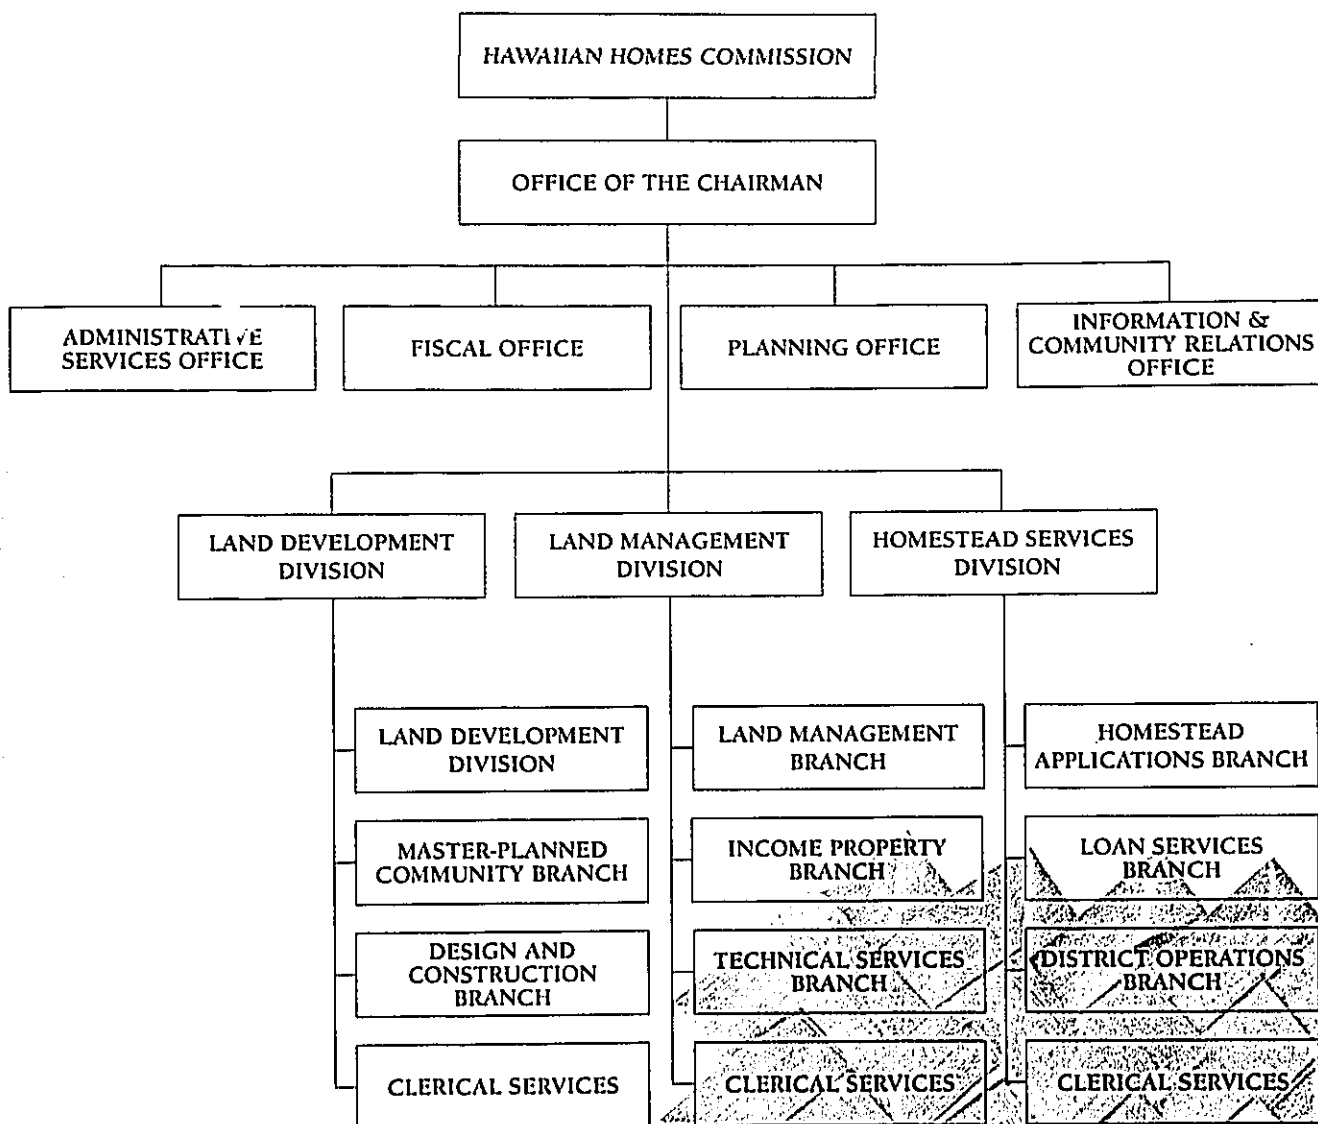 HAWAIIAN HOMES COMMISSION
OFFICE OF THE CHAIRMAN
ADMINISTRATIVE
SERVICES OFFICE
FISCAL OFFICE
PLANNING OFFICE
INFORMATION &
COMMUNITY RELATIONS
OFFICE
LAND DEVELOPMENT
DIVISION
LAND MANAGEMENT
DIVISION
HOMESTEAD SERVICES
DIVISION
LAND DEVELOPMENT
DIVISION
LAND MANAGEMENT
BRANCH
HOMESTEAD
APPLICATIONS BRANCH
MASTER-PLANNED
COMMUNITY BRANCH
INCOME PROPERTY
BRANCH
LOAN SERVICES
BRANCH
DESIGN AND
CONSTRUCTION
BRANCH
TECHNICAL SERVICES
BRANCH
DISTRICT OPERATIONS
BRANCH
CLERICAL SERVICES
CLERICAL SERVICES
CLERICAL SERVICES